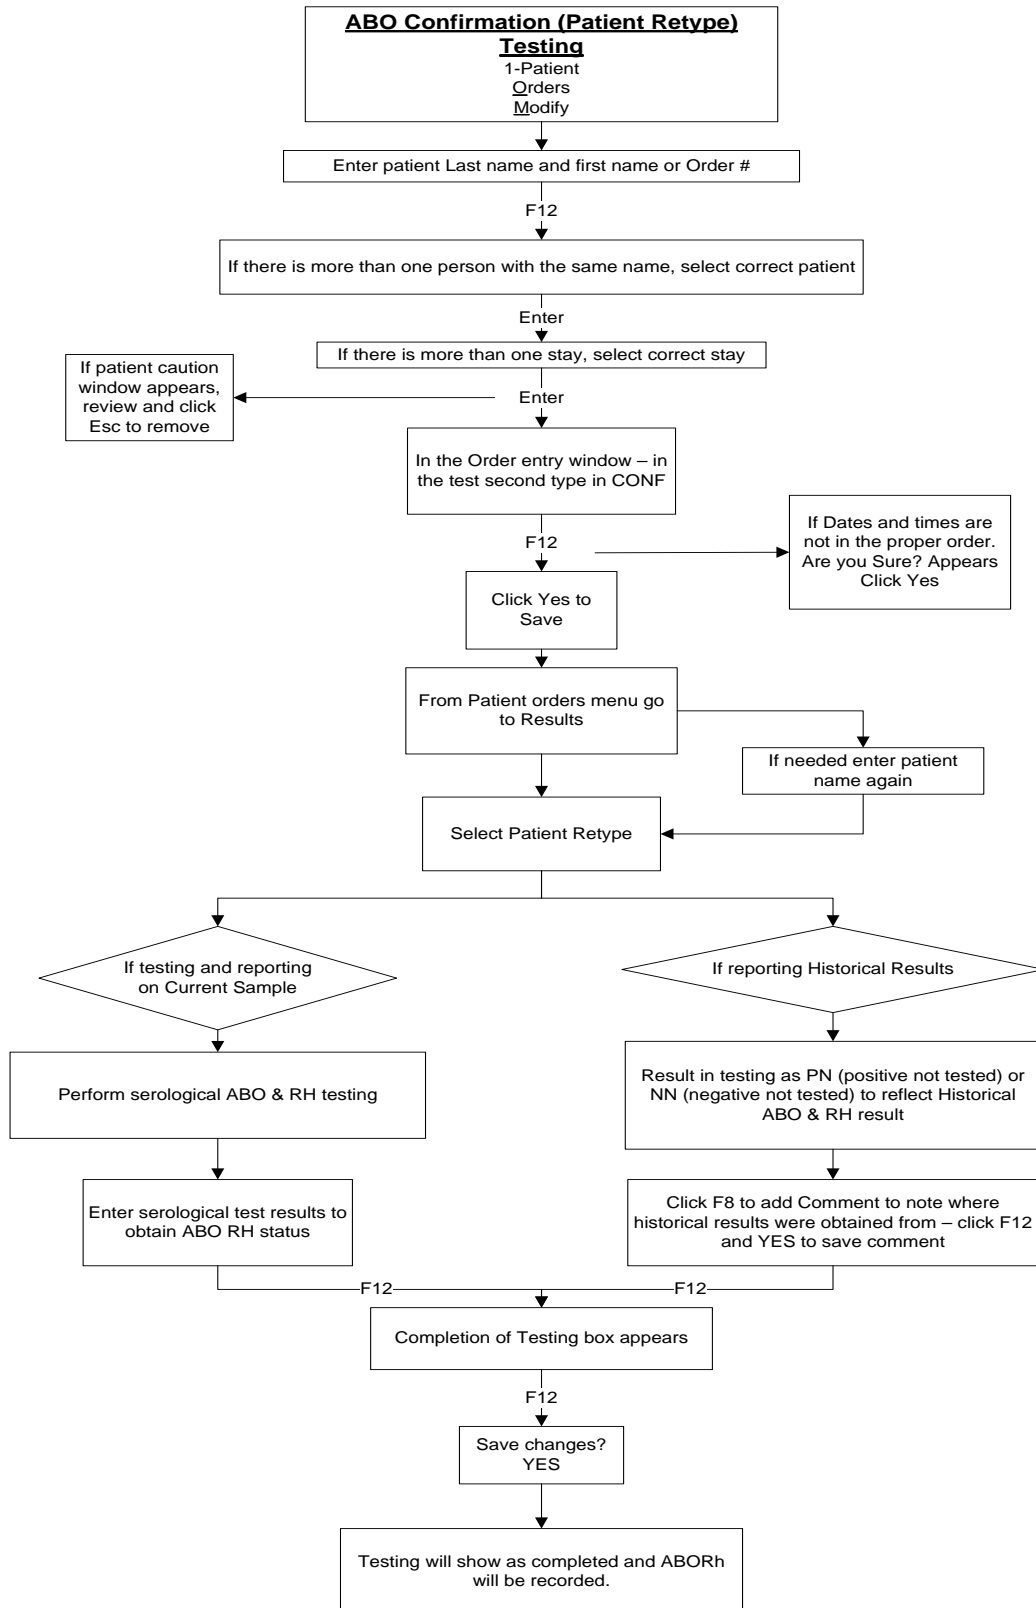 ABO Confirmation (Patient Retype)
Testing
1-Patient
Orders
Modify
Enter patient Last name and first name or Order #
F12
If there is more than one person with the same name, select correct patient
Enter
If there is more than one stay, select correct stay
If patient caution
window appears,
review and click
Esc to remove
Enter
In the Order entry window – in
the test second type in CONF
F12
If Dates and times are
not in the proper order.
Are you Sure? Appears
Click Yes
Click Yes to
Save
From Patient orders menu go
to Results
If needed enter patient
name again
Select Patient Retype
If testing and reporting
on Current Sample
If reporting Historical Results
Perform serological ABO & RH testing
Result in testing as PN (positive not tested) or
NN (negative not tested) to reflect Historical
ABO & RH result
Enter serological test results to
obtain ABO RH status
Click F8 to add Comment to note where
historical results were obtained from – click F12
and YES to save comment
F12
F12
Completion of Testing box appears
F12
Save changes?
YES
Testing will show as completed and ABORh
will be recorded.